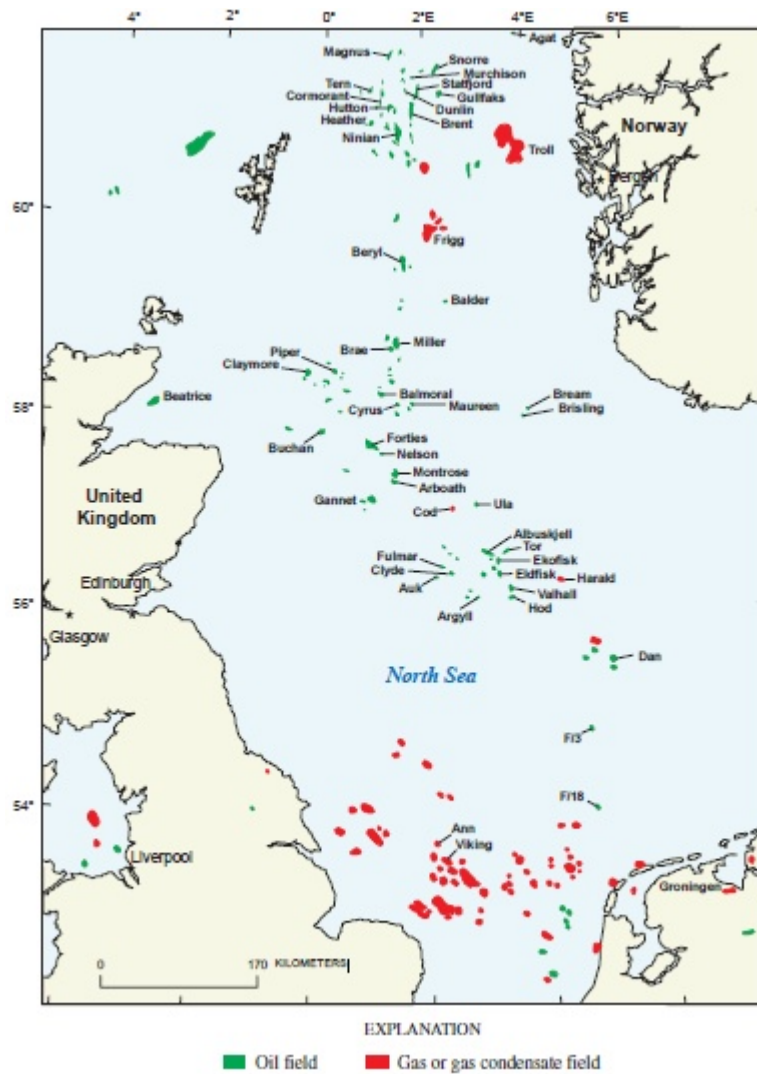 4°
0°
2°E
4°E
6°E
Agat
Magnus
Snorre
Murchison
Tern
Statfjord
Cormorant
Gullfaks
Hutton
Dunlin
Heather
Brent
Ninian
Norway
Troll
Bergen
60°
Frigg
Beryl
Balder
Piper
Miller
Brae
Claymore
Beatrice
Balmoral
Bream
58°
Cyrus
Maureen
Brisling
Buchan
Forties
Nelson
Montrose
Arboath
United
Kingdom
Gannet
Cod
Ula
Albuskjell
Tor
Fulmar
Ekofisk
Clyde
Eldfisk
Harald
Edinburgh
Auk
Valhall
56°
Hod
Argyll
Glasgow
Dan
North Sea
F/3
54°
F/18
Ann
Viking
Liverpool
Groningen
0
170 KILOMETERS
EXPLANATION
Oil field
Gas or gas condensate field